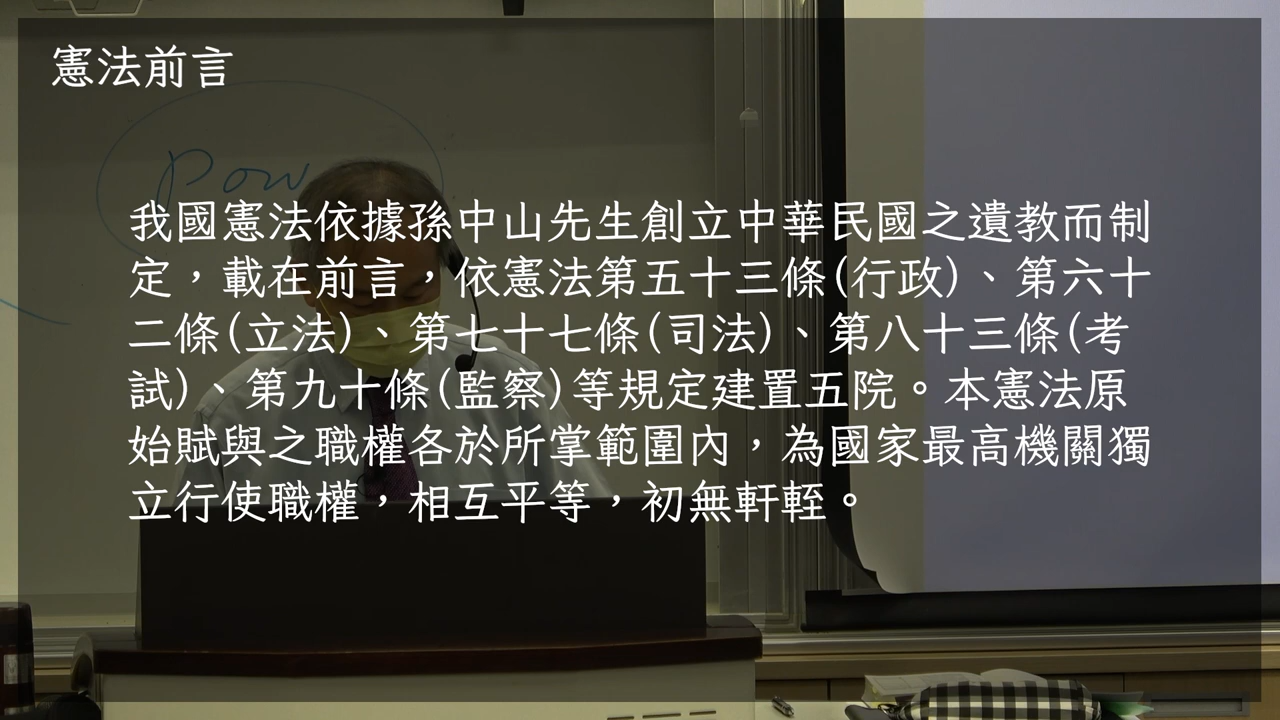 憲法前言
Pow
我國憲法依據孫中山先生創立中華民國之遺教而制
定，載在前言，依憲法第五十三條(行政)、第六十
二條(立法)、第七十七條(司法)、第八十三條(考
試)、第九十條(監察)等規定建置五院。本憲法原
始賦與之職權各於所掌範圍內，為國家最高機關獨
立行使職權，相互平等，初無軒輊。